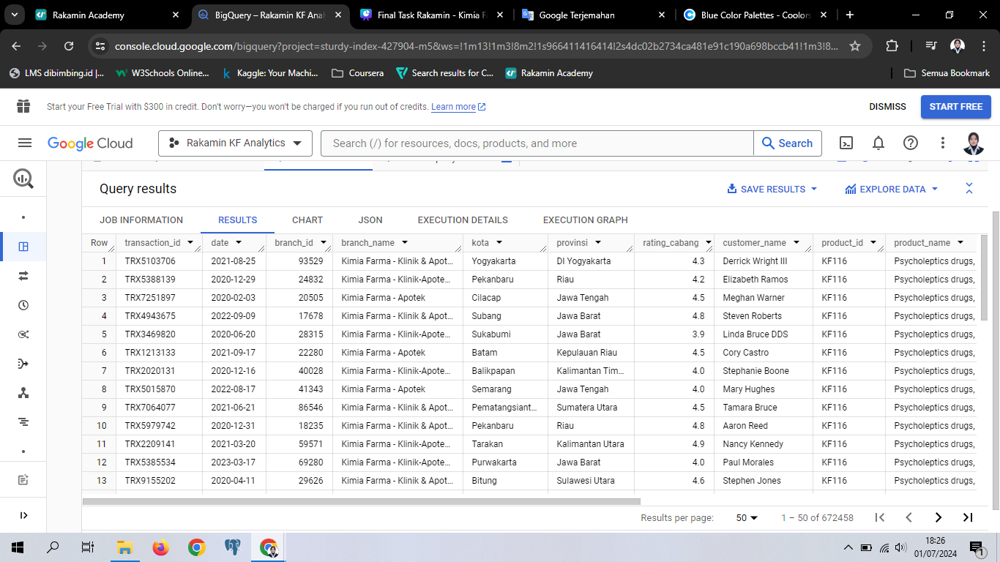 Rakamin Academy
BigQuery – Rakamin KF Anal
Final Task Rakamin - Kimia F
Google Terjemahan
Blue Color Palettes - Coolors
console.cloud.google.com/bigquery?project=sturdy-index-427904-m5&ws=!1m13!1m3!8m2!1s966411416414!2s4dc02b2734ca481e91c190a698bccb41!1m3!8...
LMS dibimbing.id |...
W3Schools Online...
Kaggle: Your Machi...
Coursera
Search results for C...
Rakamin Academy
Semua Bookmark
Start your Free Trial with $300 in credit. Don't worry—you won't be charged if you run out of credits. Learn more
DISMISS
START FREE
Google Cloud
Rakamin KF Analytics
Search (/) for resources, docs, products, and more
Search
Query results
SAVE RESULTS
EXPLORE DATA
JOB INFORMATION RESULTS CHART JSON EXECUTION DETAILS EXECUTION GRAPH
Row transaction_id date branch_id branch_name kota provinsi rating_cabang customer_name product_id product_name
1 TRX5103706 2021-08-25 93529 Kimia Farma - Klinik & Apot... Yogyakarta DI Yogyakarta 4.3 Derrick Wright III KF116 Psycholeptics drugs,
2 TRX5388139 2020-12-29 24832 Kimia Farma - Klinik-Apote... Pekanbaru Riau 4.2 Elizabeth Ramos KF116 Psycholeptics drugs,
3 TRX7251897 2020-02-03 20505 Kimia Farma - Apotek Cilacap Jawa Tengah 4.5 Meghan Warner KF116 Psycholeptics drugs,
4 TRX4943675 2022-09-09 17678 Kimia Farma - Klinik & Apot... Subang Jawa Barat 4.8 Steven Roberts KF116 Psycholeptics drugs,
5 TRX3469820 2020-06-20 28315 Kimia Farma - Klinik-Apote... Sukabumi Jawa Barat 3.9 Linda Bruce DDS KF116 Psycholeptics drugs,
6 TRX1213133 2021-09-17 22280 Kimia Farma - Apotek Batam Kepulauan Riau 4.5 Cory Castro KF116 Psycholeptics drugs,
7 TRX2020131 2020-12-16 40028 Kimia Farma - Klinik-Apote... Balikpapan Kalimantan Tim... 4.0 Stephanie Boone KF116 Psycholeptics drugs,
8 TRX5015870 2022-08-17 41343 Kimia Farma - Apotek Semarang Jawa Tengah 4.0 Mary Hughes KF116 Psycholeptics drugs,
9 TRX7064077 2021-06-21 86546 Kimia Farma - Klinik & Apot... Pematangsiant... Sumatera Utara 4.5 Tamara Bruce KF116 Psycholeptics drugs,
10 TRX5979742 2020-12-31 18235 Kimia Farma - Klinik & Apot... Pekanbaru Riau 4.8 Aaron Reed KF116 Psycholeptics drugs,
11 TRX2209141 2021-03-20 59571 Kimia Farma - Klinik-Apote... Tarakan Kalimantan Utara 4.9 Nancy Kennedy KF116 Psycholeptics drugs,
12 TRX5385534 2023-03-17 69280 Kimia Farma - Klinik-Apote... Purwakarta Jawa Barat 4.0 Paul Morales KF116 Psycholeptics drugs,
13 TRX9155202 2020-04-11 29626 Kimia Farma - Klinik & Apot... Bitung Sulawesi Utara 4.6 Stephen Jones KF116 Psycholeptics drugs,
Results per page: 50 1 – 50 of 672458
18:26
01/07/2024
1